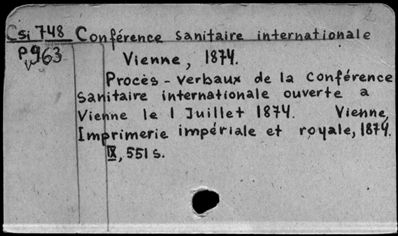 Csi 748 Conférence sanitaire internationale
P963 Vienne, 1874.
Procès-verbaux de la Conférence
sanitaire internationale ouverte a
Vienne le 1 Juillet 1874. Vienne,
Imprimerie impériale et royale, 1874.
IX, 551 s.